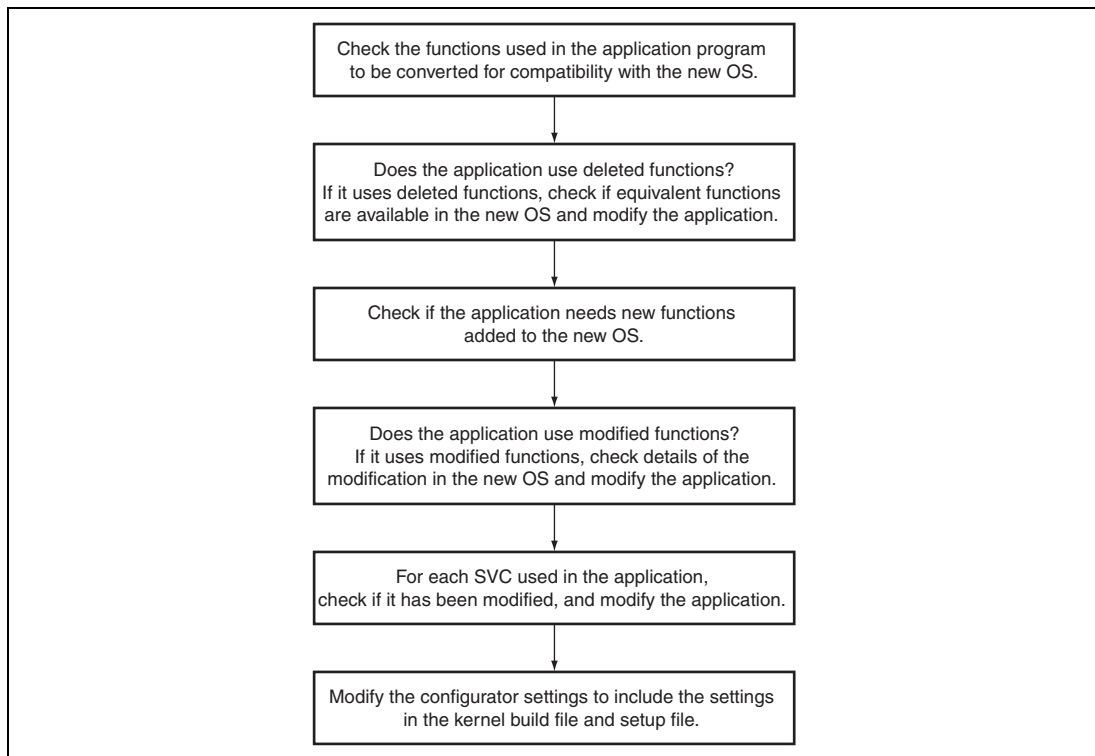 Check the functions used in the application program
to be converted for compatibility with the new OS.
Does the application use deleted functions?
If it uses deleted functions, check if equivalent functions
are available in the new OS and modify the application.
Check if the application needs new functions
added to the new OS.
Does the application use modified functions?
If it uses modified functions, check details of the
modification in the new OS and modify the application.
For each SVC used in the application,
check if it has been modified, and modify the application.
Modify the configurator settings to include the settings
in the kernel build file and setup file.